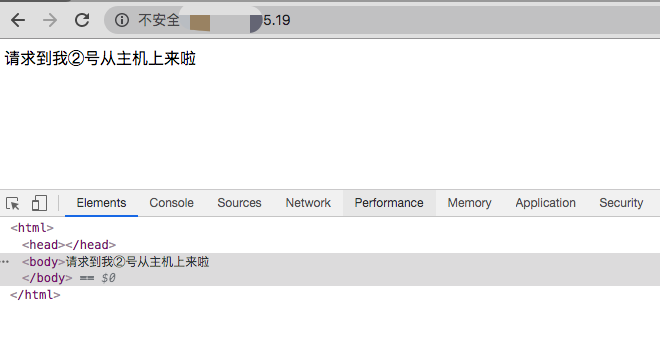 不安全 5.19
请求到我②号从主机上来啦
Elements Console Sources Network Performance Memory Application Security
<html>
<head></head>
<body>请求到我②号从主机上来啦
</body> == $0
</html>